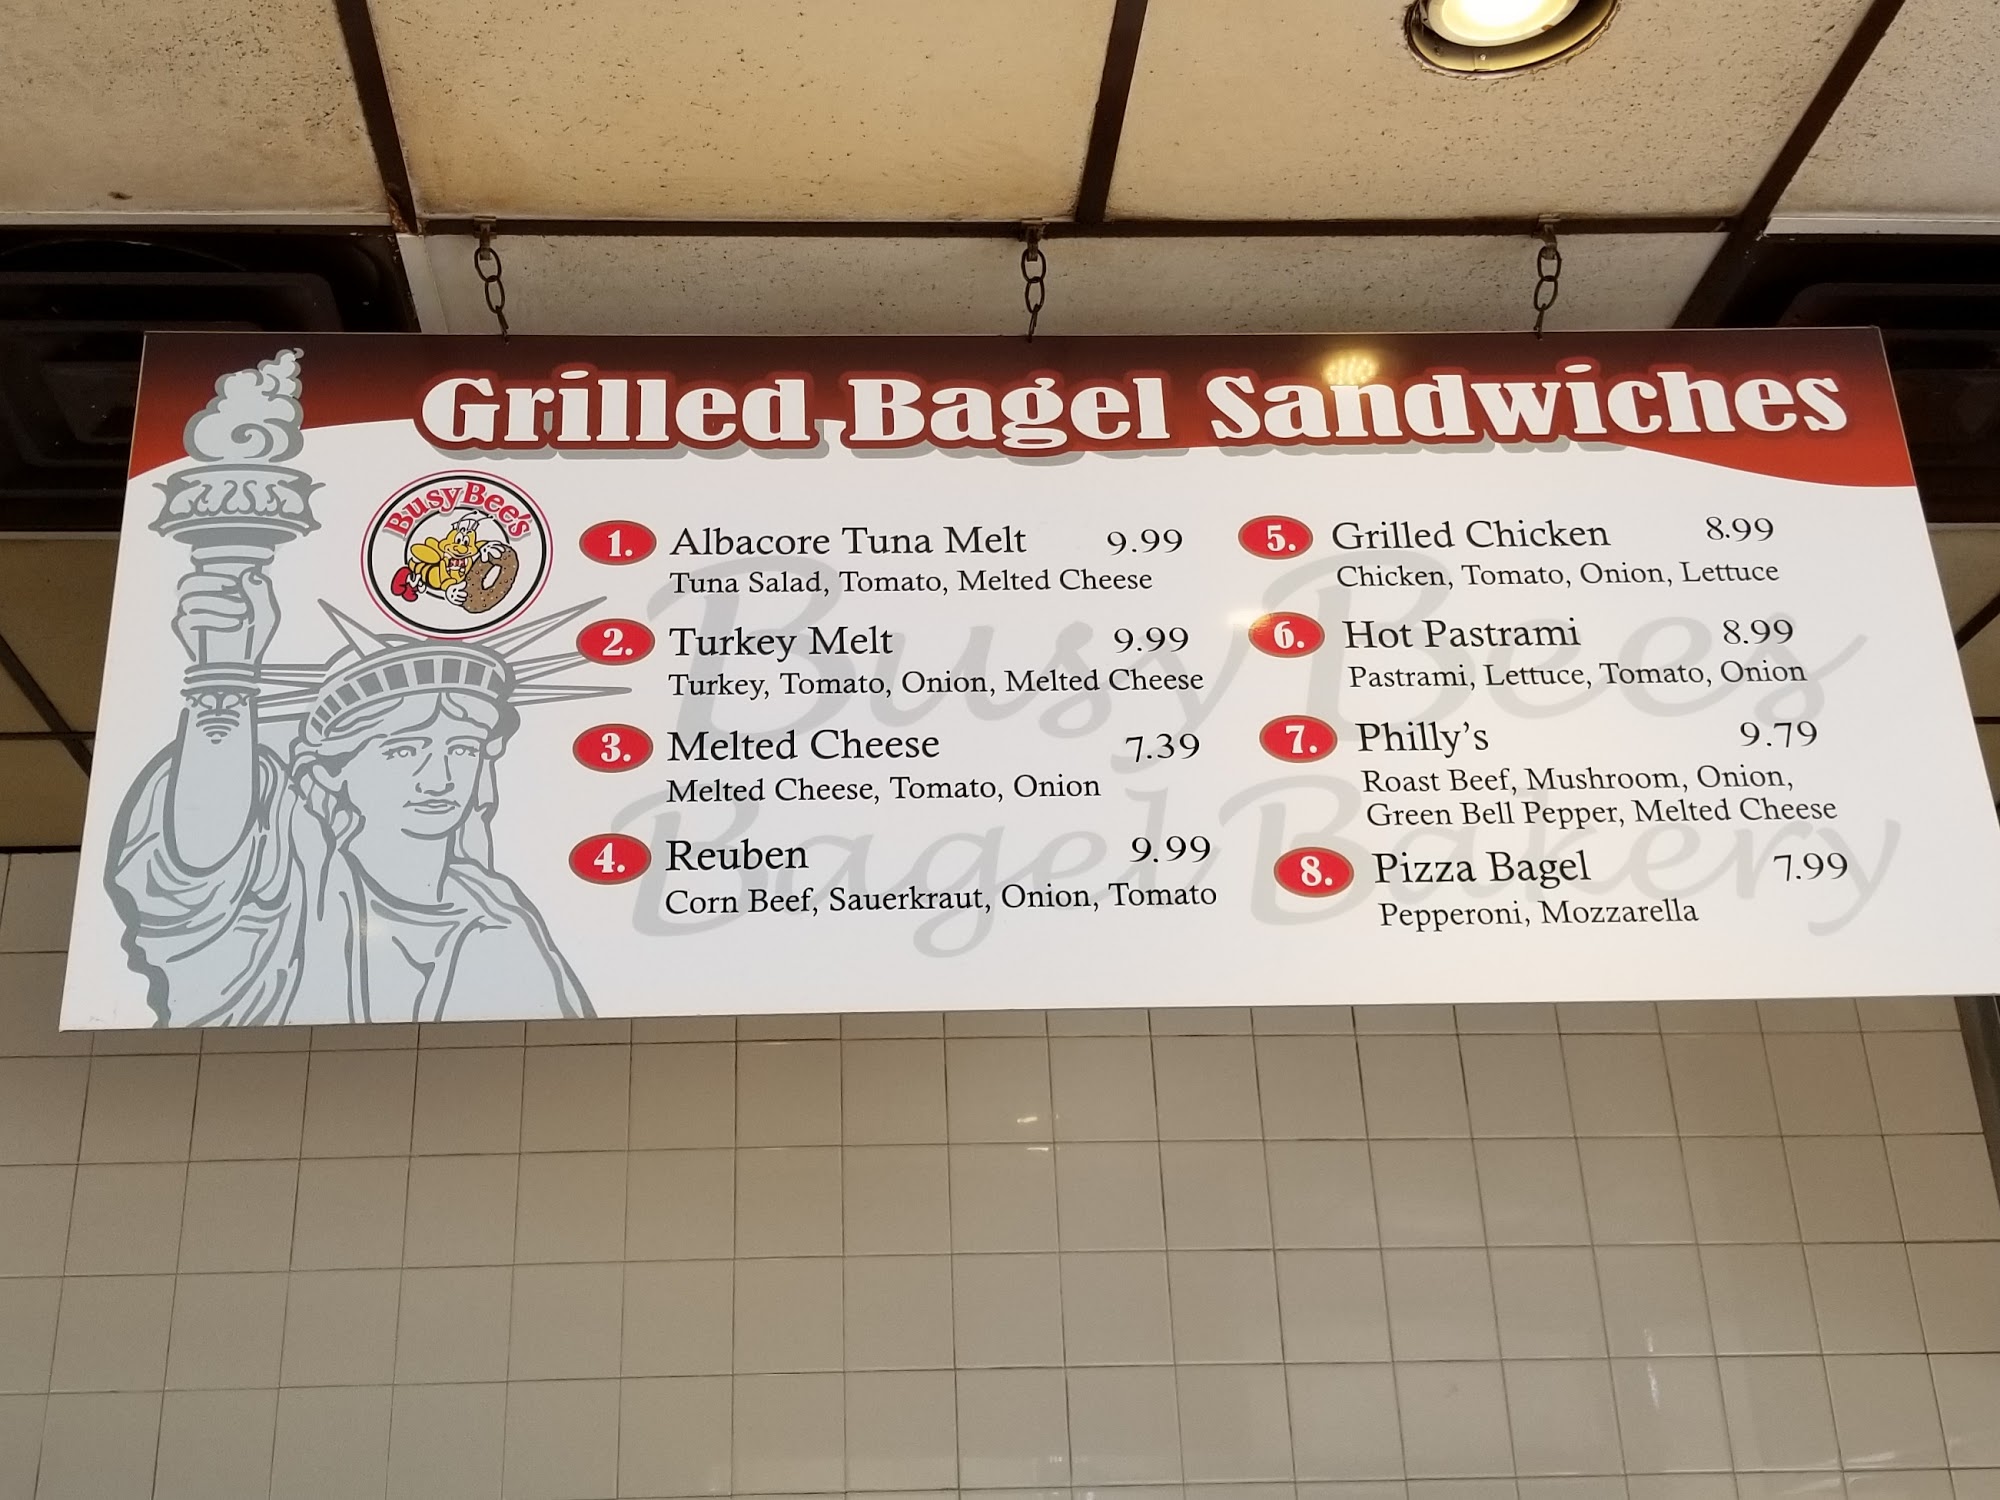 Grilled Bagel Sandwiches
BusyBee's
1. Albacore Tuna Melt 9.99
Tuna Salad, Tomato, Melted Cheese
2. Turkey Melt 9.99
Turkey, Tomato, Onion, Melted Cheese
3. Melted Cheese 7.39
Melted Cheese, Tomato, Onion
4. Reuben 9.99
Corn Beef, Sauerkraut, Onion, Tomato
5. Grilled Chicken 8.99
Chicken, Tomato, Onion, Lettuce
6. Hot Pastrami 8.99
Pastrami, Lettuce, Tomato, Onion
7. Philly's 9.79
Roast Beef, Mushroom, Onion,
Green Bell Pepper, Melted Cheese
8. Pizza Bagel 7.99
Pepperoni, Mozzarella
BusyBees
Bagel Bakery